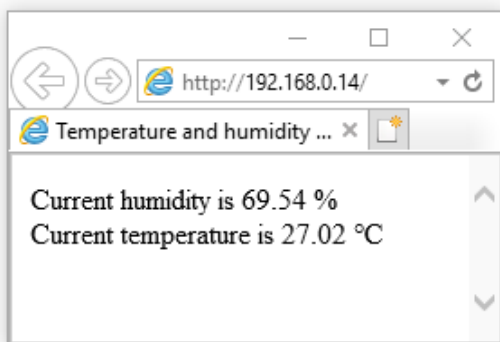 http://192.168.0.14/
Temperature and humidity ...
Current humidity is 69.54 %
Current temperature is 27.02 °C